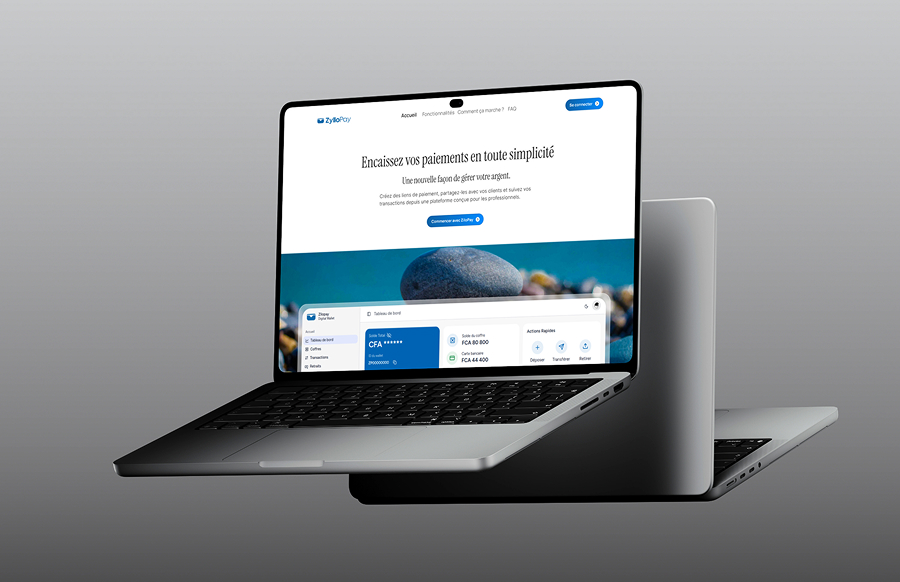 ZylloPay
Accueil Fonctionnalités Comment ça marche ? FAQ
Se connecter
Encaissez vos paiements en toute simplicité
Une nouvelle façon de gérer votre argent.
Créez des liens de paiement, partagez-les avec vos clients et suivez vos
transactions depuis une plateforme conçue pour les professionnels.
Commencer avec ZylloPay
Digital Wallet
Tableau de bord
Accueil
Tableau de bord
Coffres
Transactions
Retraits
Solde Total
CFA ******
Solde du coffre
FCA 80 800
Carte bancaire
FCA 44 400
Actions Rapides
Déposer
Transférer
Retirer